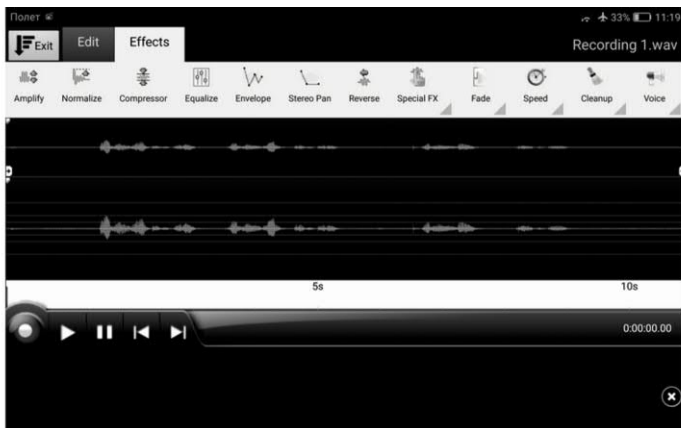 Полет
33% 11:19
Exit Edit Effects Recording 1.wav
Amplify Normalize Compressor Equalize Envelope Stereo Pan Reverse Special FX Fade Speed Cleanup Voice
5s 10s
0:00:00.00